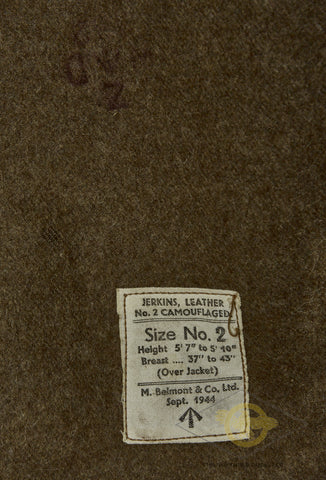 JERKINS, LEATHER
No. 2 CAMOUFLAGED
Size No. 2
Height 5' 7" to 5' 10"
Breast .... 37" to 43"
(Over Jacket)
M. Belmont & Co., Ltd.
Sept. 1944